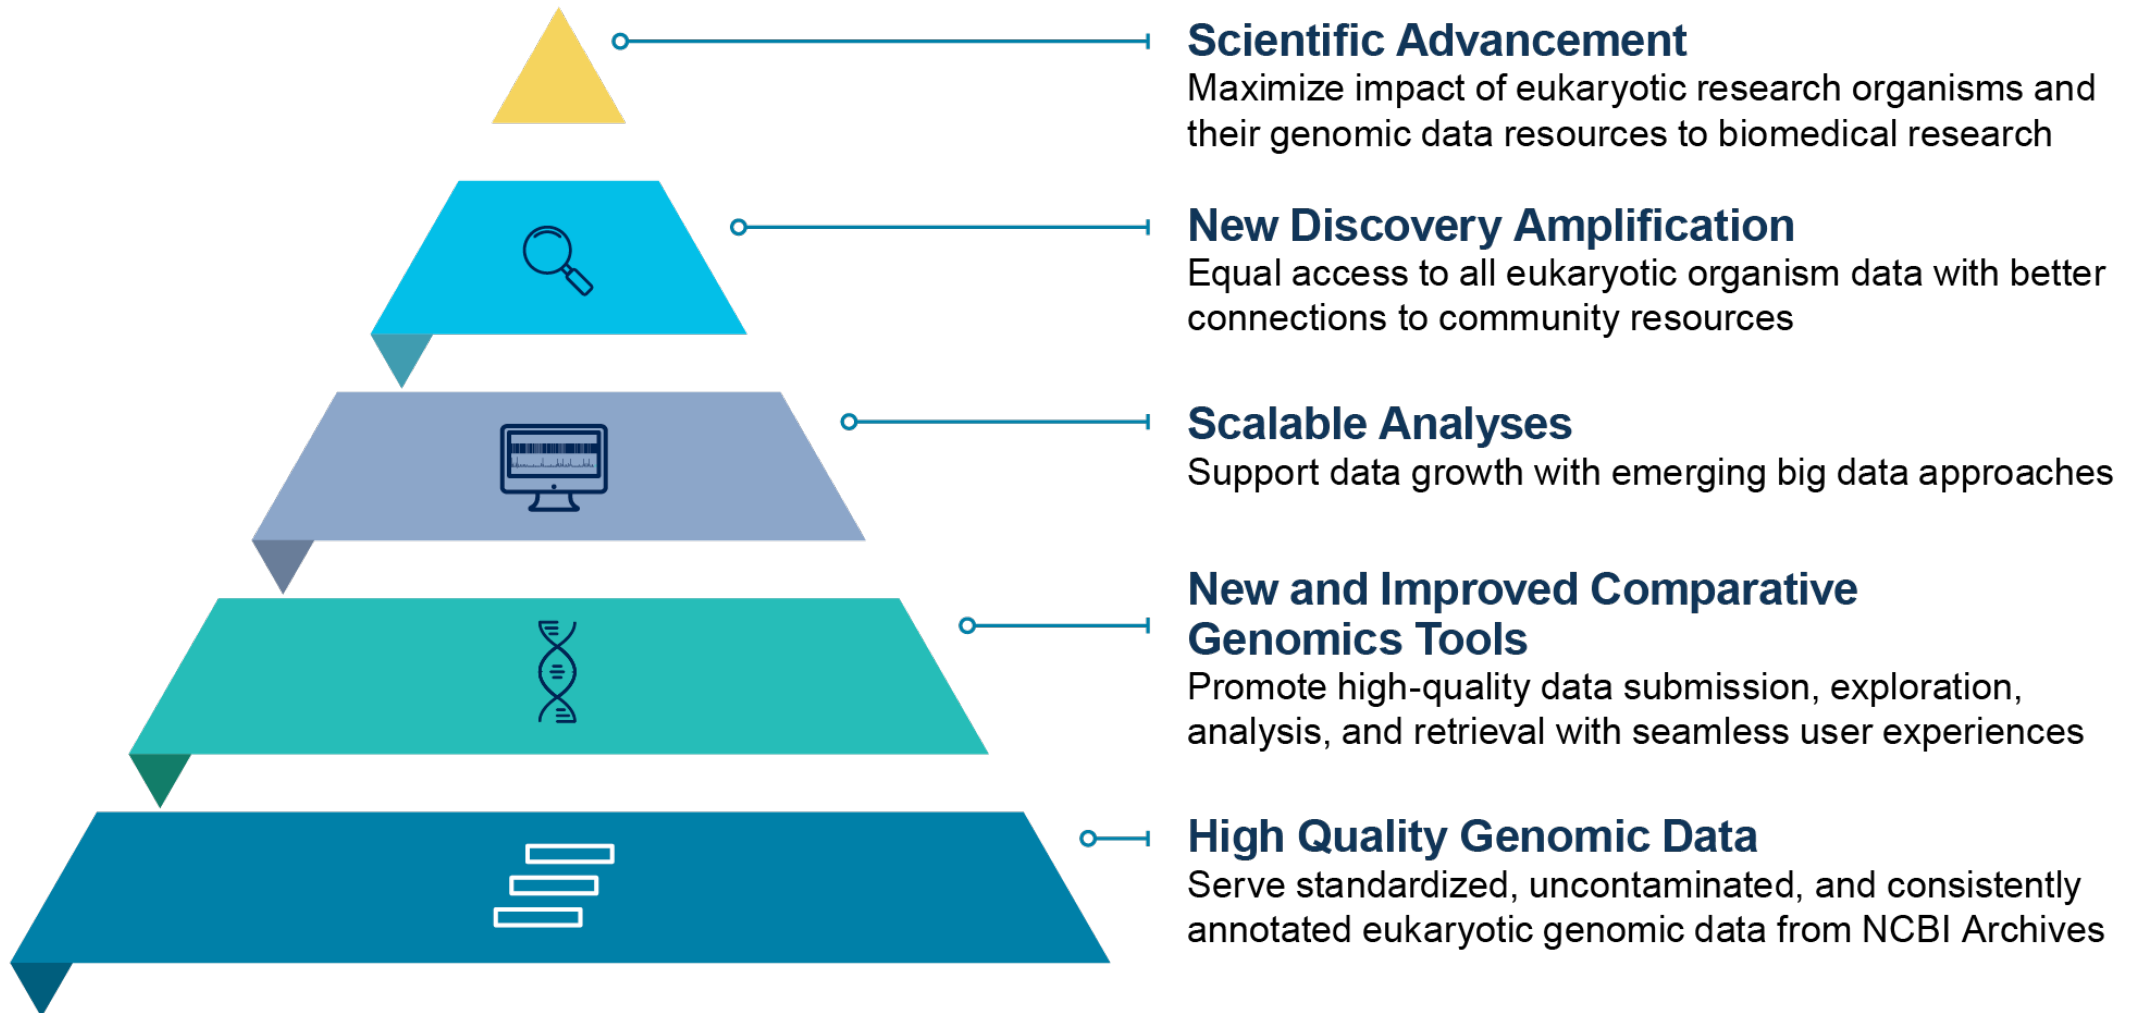 Scientific Advancement
Maximize impact of eukaryotic research organisms and
their genomic data resources to biomedical research
New Discovery Amplification
Equal access to all eukaryotic organism data with better
connections to community resources
Scalable Analyses
Support data growth with emerging big data approaches
New and Improved Comparative
Genomics Tools
Promote high-quality data submission, exploration,
analysis, and retrieval with seamless user experiences
High Quality Genomic Data
Serve standardized, uncontaminated, and consistently
annotated eukaryotic genomic data from NCBI Archives